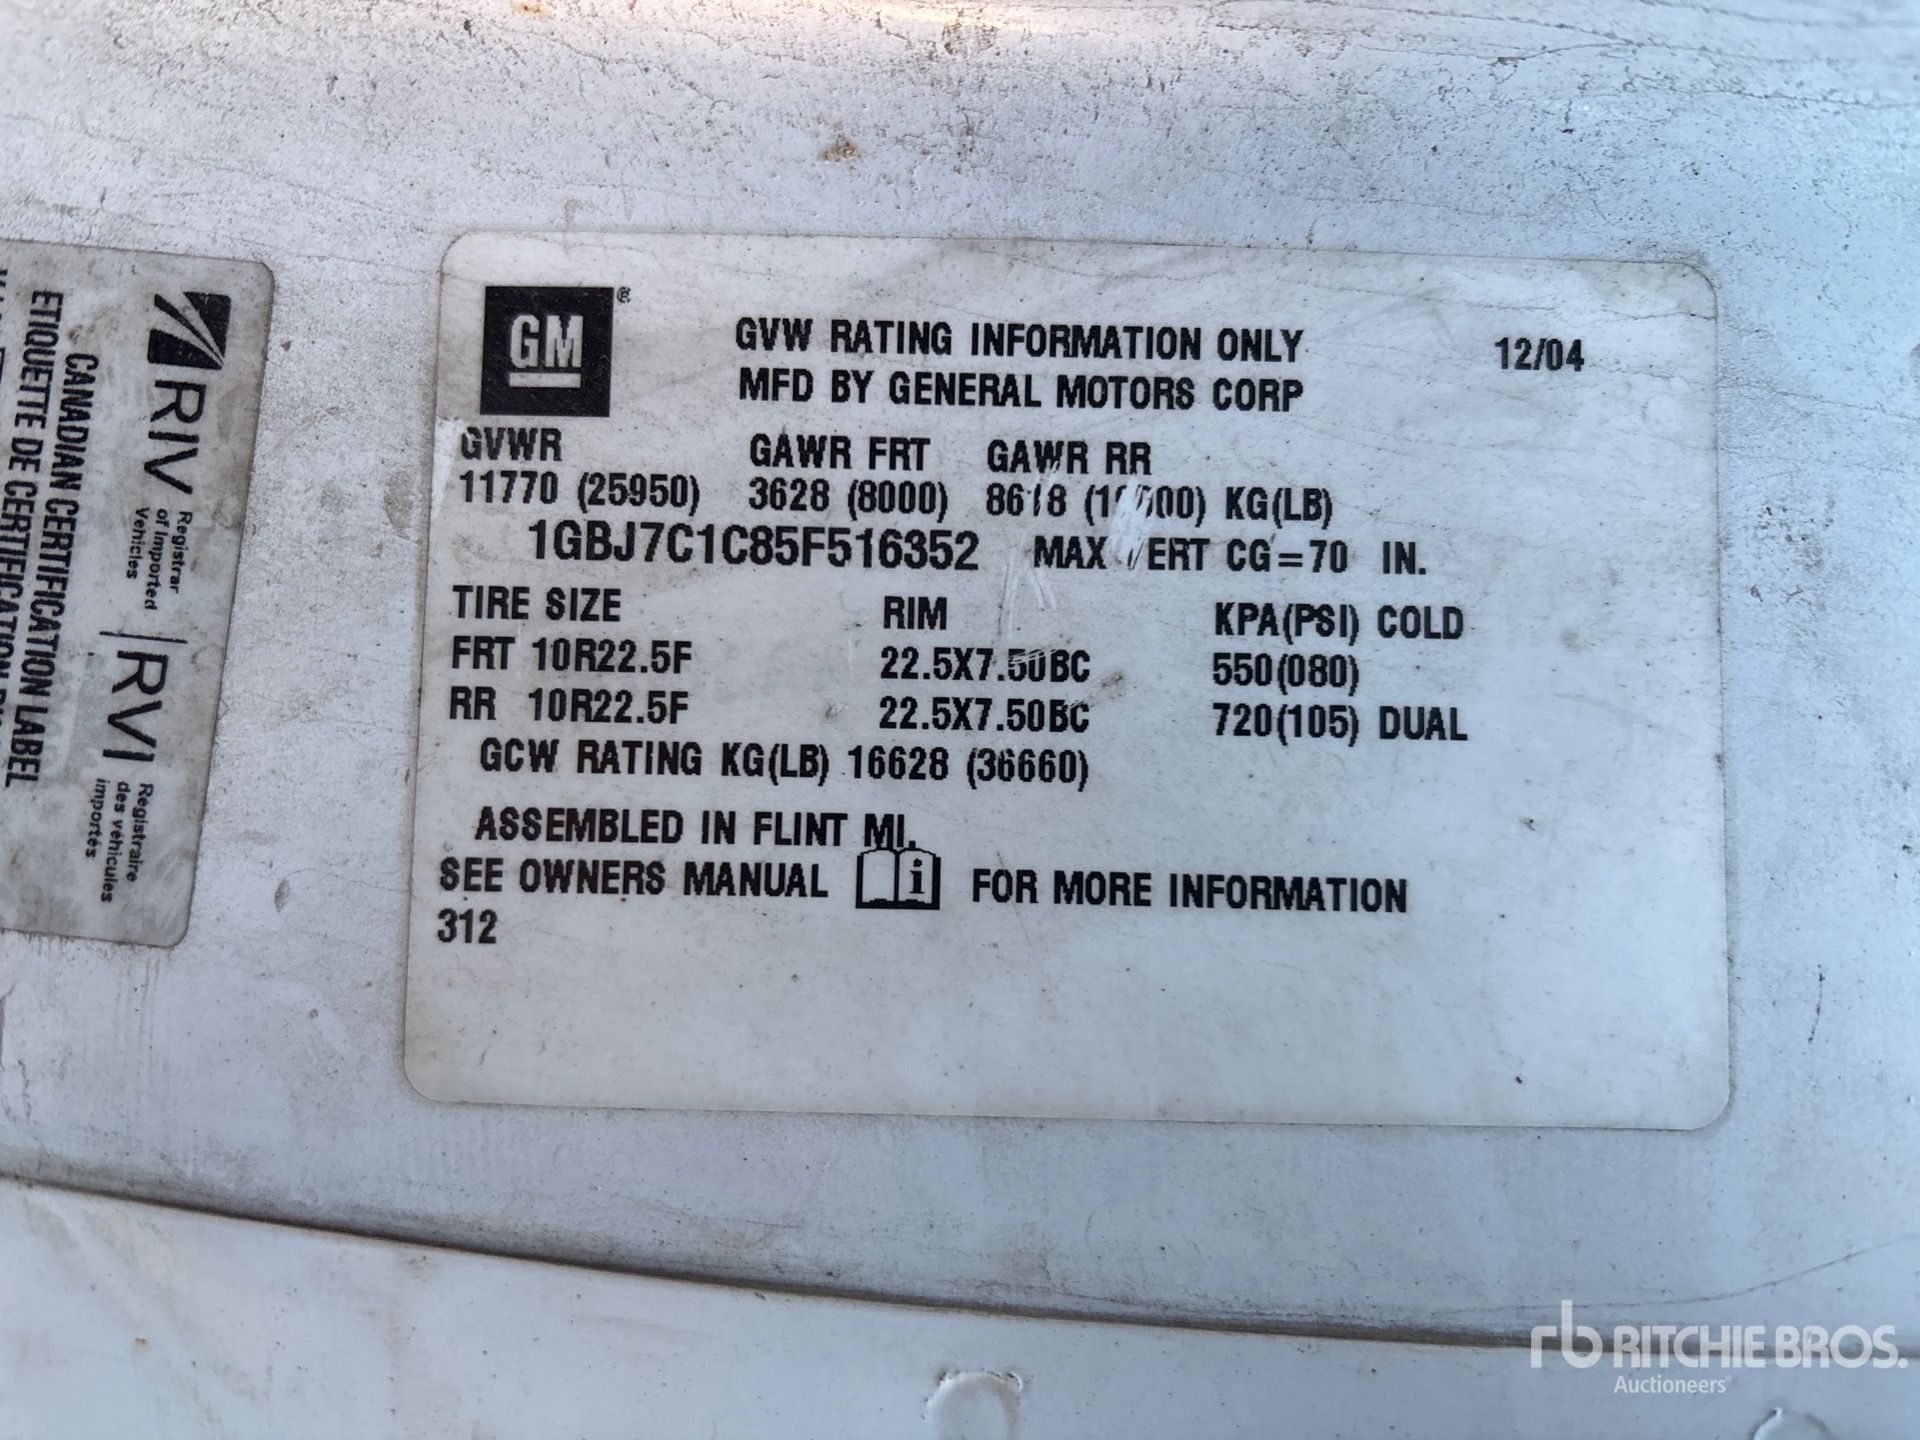 GM
®
GVW RATING INFORMATION ONLY 12/04
MFD BY GENERAL MOTORS CORP
GVWR GAWR FRT GAWR RR
11770 (25950) 3628 (8000) KG(LB)
1GBJ7C1C85F516352 MAX VERT CG=70 IN.
TIRE SIZE RIM KPA(PSI) COLD
FRT 10R22.5F 22.5X7.50BC 550(080)
RR 10R22.5F 22.5X7.50BC 720(105) DUAL
GCW RATING KG(LB) 16628 (36660)
ASSEMBLED IN FLINT MI.
SEE OWNERS MANUAL i FOR MORE INFORMATION
312
RIV
Registrar
of Imported
Vehicles
RVI
Registraire
des véhicules
importés
CANADIAN CERTIFICATION LABEL
ETIQUETTE DE CERTIFICATION
rb RITCHIE BROS.
Auctioneers